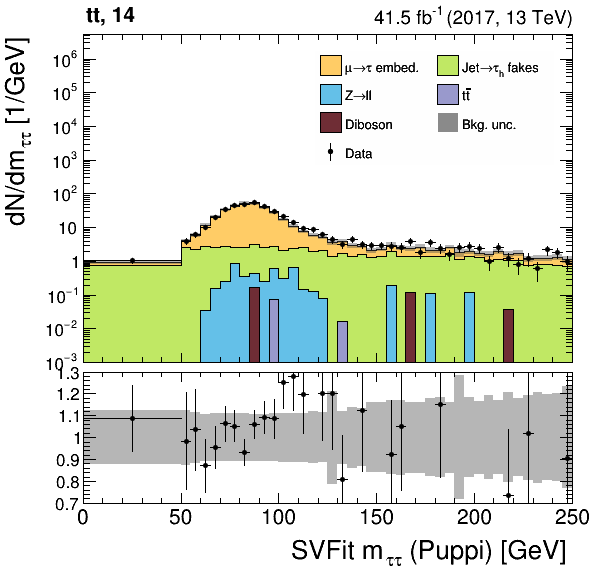 tt, 14
41.5 fb⁻¹ (2017, 13 TeV)
dN/dm_ττ [1/GeV]
μ→τ embed.
Jet→τ_h fakes
Z→ll
tt̄
Diboson
Bkg. unc.
Data
10⁶
10⁵
10⁴
10³
10²
10
1
10⁻¹
10⁻²
10⁻³
1.3
1.2
1.1
1
0.9
0.8
0.7
0 50 100 150 200 250
SVFit m_ττ (Puppi) [GeV]